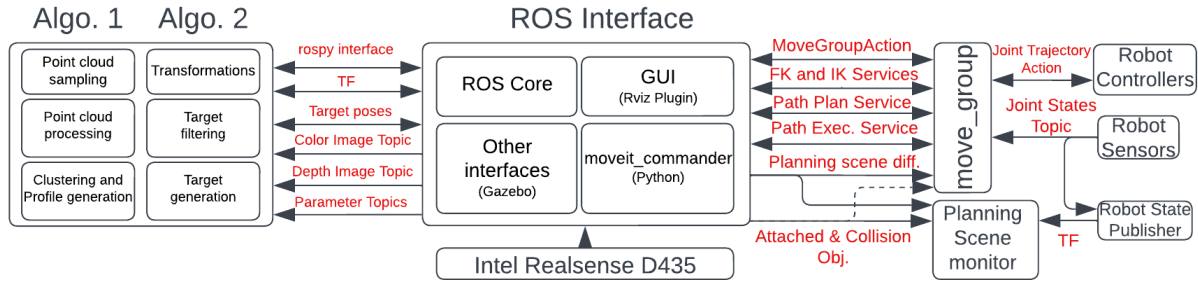 Algo. 1
Algo. 2
ROS Interface
Point cloud
sampling
Transformations
Point cloud
processing
Target
filtering
Clustering and
Profile generation
Target
generation
rospy interface
TF
Target poses
Color Image Topic
Depth Image Topic
Parameter Topics
ROS Core
GUI
(Rviz Plugin)
Other
interfaces
(Gazebo)
moveit_commander
(Python)
Intel Realsense D435
MoveGroupAction
FK and IK Services
Path Plan Service
Path Exec. Service
Planning scene diff.
Attached & Collision
Obj.
move_group
Planning
Scene
monitor
Joint Trajectory
Action
Joint States
Topic
TF
Robot
Controllers
Robot
Sensors
Robot State
Publisher